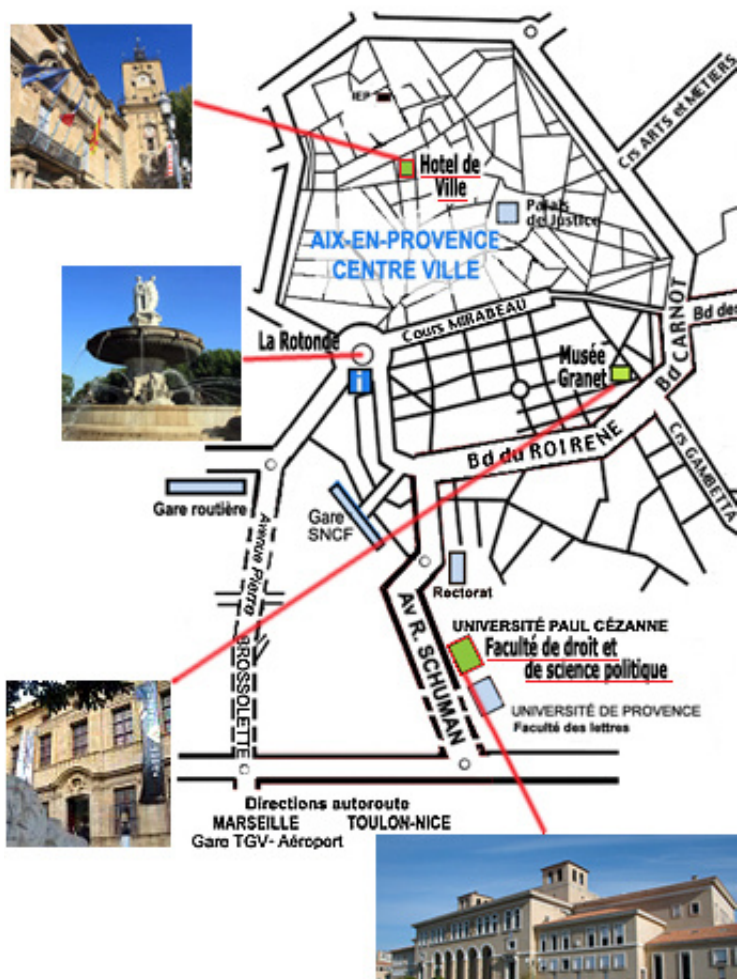 IEP
Crs ARTS et METIERS
Hotel de
Ville
Palais
de Justice
AIX-EN-PROVENCE
CENTRE VILLE
Cours MIRABEAU
La Rotonde
Bd CARNOT
Bd des
i
Musée
Granet
Bd du ROI RENE
Crs GAMBETTA
Gare routière
Gare
SNCF
Avenue Pierre
BROSSOLETTE
Rectorat
Av R. SCHUMAN
UNIVERSITÉ PAUL CÉZANNE
Faculté de droit et
de science politique
UNIVERSITÉ DE PROVENCE
Faculté des lettres
Directions autoroute
MARSEILLE TOULON-NICE
Gare TGV- Aéroport